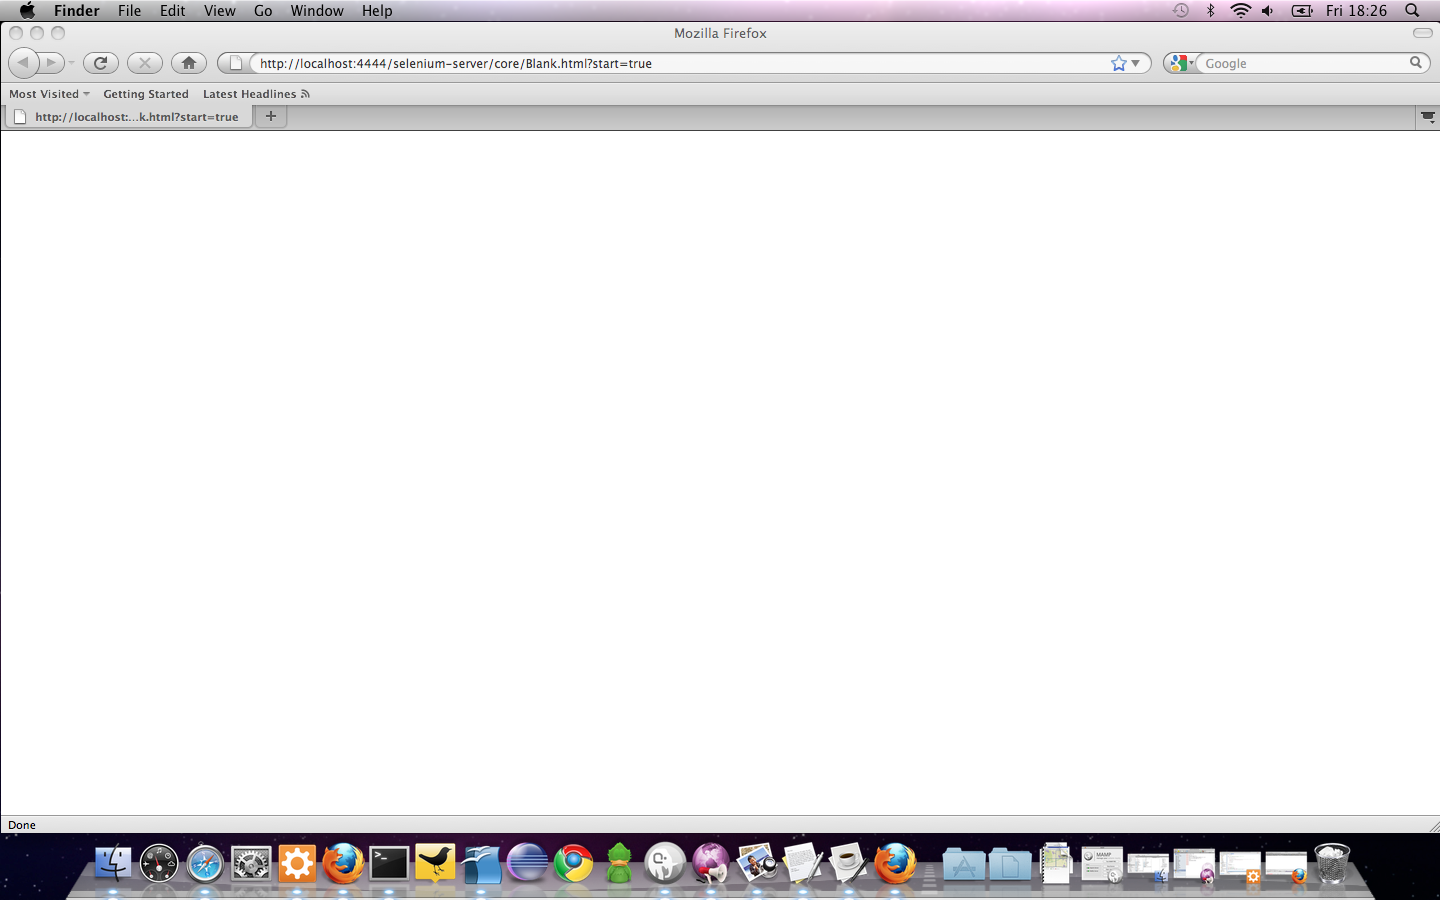 Finder File Edit View Go Window Help Fri 18:26
Mozilla Firefox
http://localhost:4444/selenium-server/core/Blank.html?start=true Google
Most Visited Getting Started Latest Headlines
http://localhost:...k.html?start=true
Done
MAMP